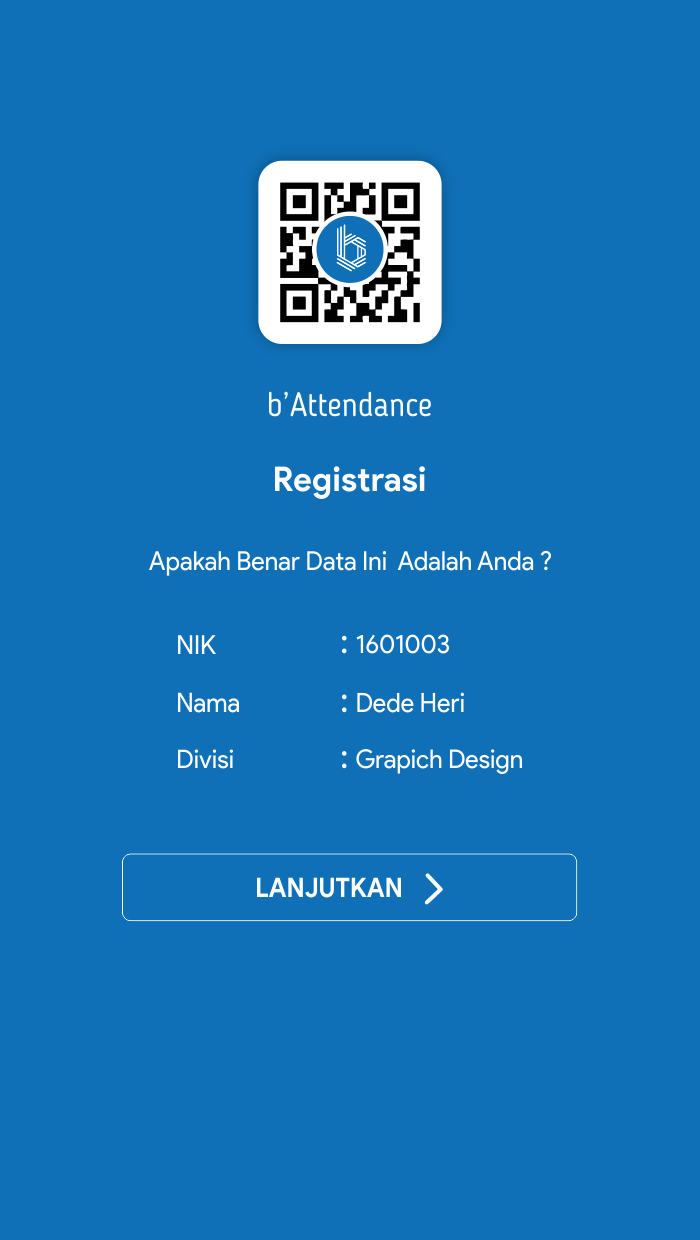 b'Attendance
Registrasi
Apakah Benar Data Ini Adalah Anda ?
NIK : 1601003
Nama : Dede Heri
Divisi : Grapich Design
LANJUTKAN